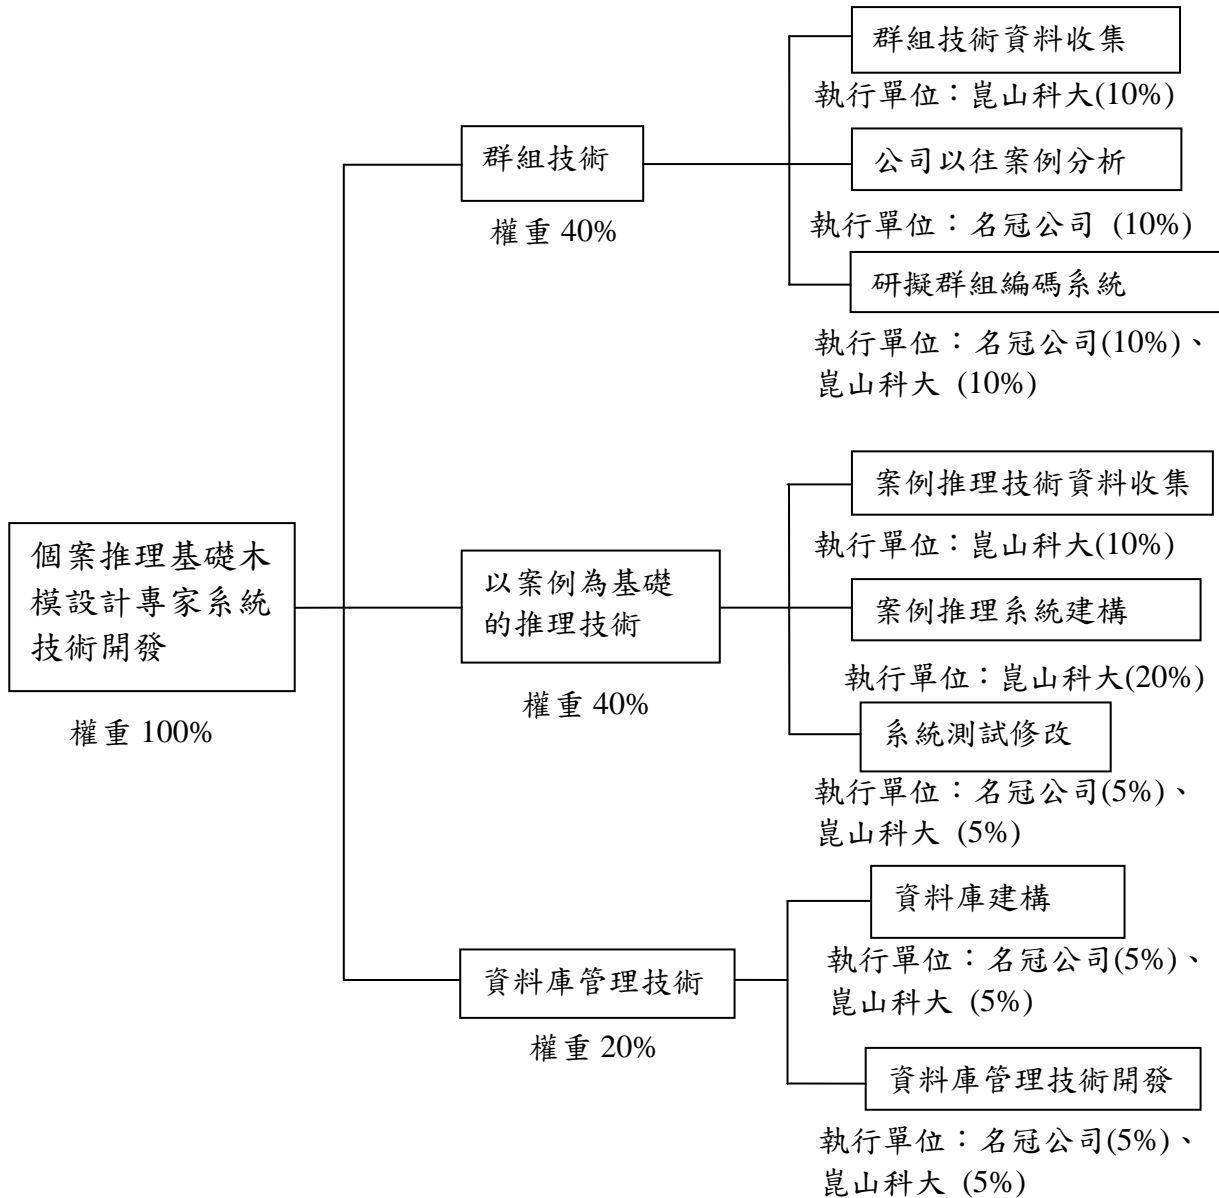 群組技術資料收集
執行單位：崑山科大(10%)
群組技術
權重 40%
公司以往案例分析
執行單位：名冠公司 (10%)
研擬群組編碼系統
執行單位：名冠公司(10%)、
崑山科大 (10%)
個案推理基礎木
模設計專家系統
技術開發
權重 100%
以案例為基礎
的推理技術
權重 40%
案例推理技術資料收集
執行單位：崑山科大(10%)
案例推理系統建構
執行單位：崑山科大(20%)
系統測試修改
執行單位：名冠公司(5%)、
崑山科大 (5%)
資料庫管理技術
權重 20%
資料庫建構
執行單位：名冠公司(5%)、
崑山科大 (5%)
資料庫管理技術開發
執行單位：名冠公司(5%)、
崑山科大 (5%)